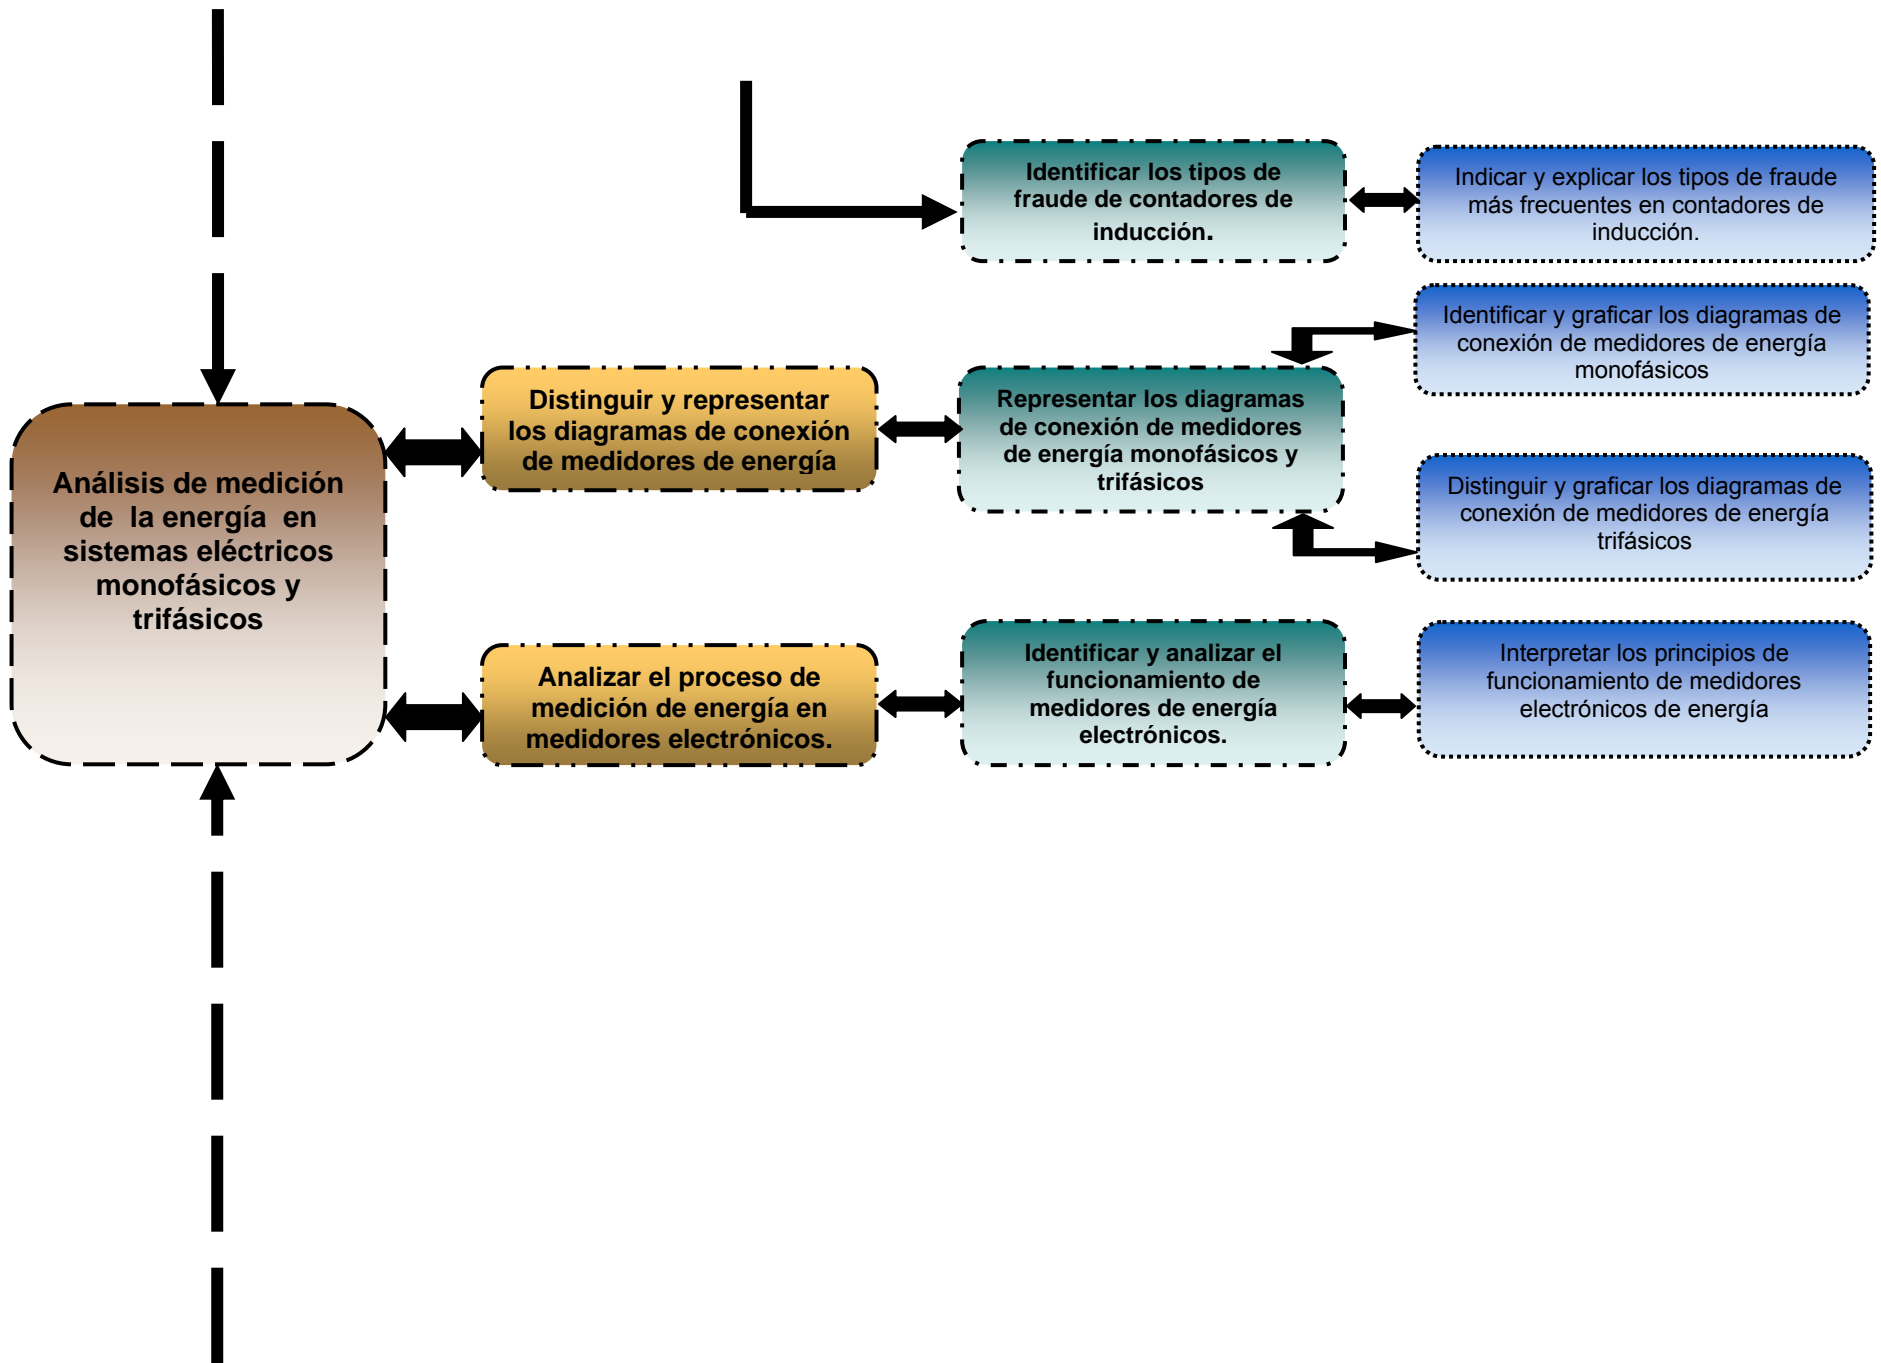 Identificar los tipos de
fraude de contadores de
inducción.
Indicar y explicar los tipos de fraude
más frecuentes en contadores de
inducción.
Identificar y graficar los diagramas de
conexión de medidores de energía
monofásicos
Análisis de medición
de la energía en
sistemas eléctricos
monofásicos y
trifásicos
Distinguir y representar
los diagramas de conexión
de medidores de energía
Representar los diagramas
de conexión de medidores
de energía monofásicos y
trifásicos
Distinguir y graficar los diagramas de
conexión de medidores de energía
trifásicos
Analizar el proceso de
medición de energía en
medidores electrónicos.
Identificar y analizar el
funcionamiento de
medidores de energía
electrónicos.
Interpretar los principios de
funcionamiento de medidores
electrónicos de energía